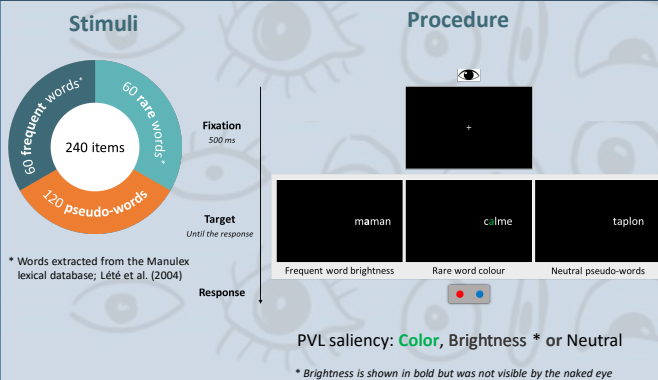 Stimuli
60 frequent words*
60 rare words*
240 items
120 pseudo-words
* Words extracted from the Manulex
lexical database; Lété et al. (2004)
Procedure
Fixation
500 ms
+
Target
Until the response
maman
calme
taplon
Frequent word brightness
Rare word colour
Neutral pseudo-words
Response
PVL saliency: Color, Brightness * or Neutral
* Brightness is shown in bold but was not visible by the naked eye